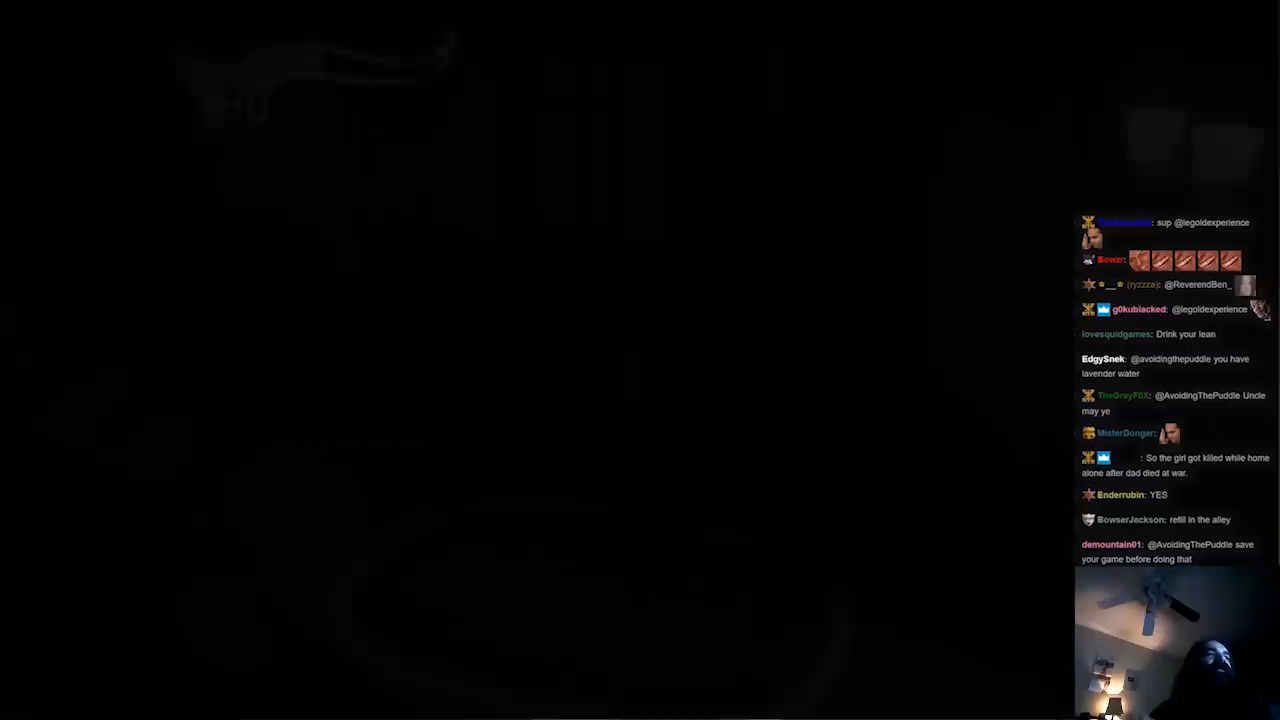 : sup @legoldexperience
Bowzr:
(ryzzza): @ReverendBen_
g0kublacked: @legoldexperience
lovesquidgames: Drink your lean
EdgySnek: @avoidingthepuddle you have
lavender water
TheGreyF0X: @AvoidingThePuddle Uncle
may ye
MisterDonger:
: So the girl got killed while home
alone after dad died at war.
Enderrubin: YES
BowserJackson: refill in the alley
demountain01: @AvoidingThePuddle save
your game before doing that